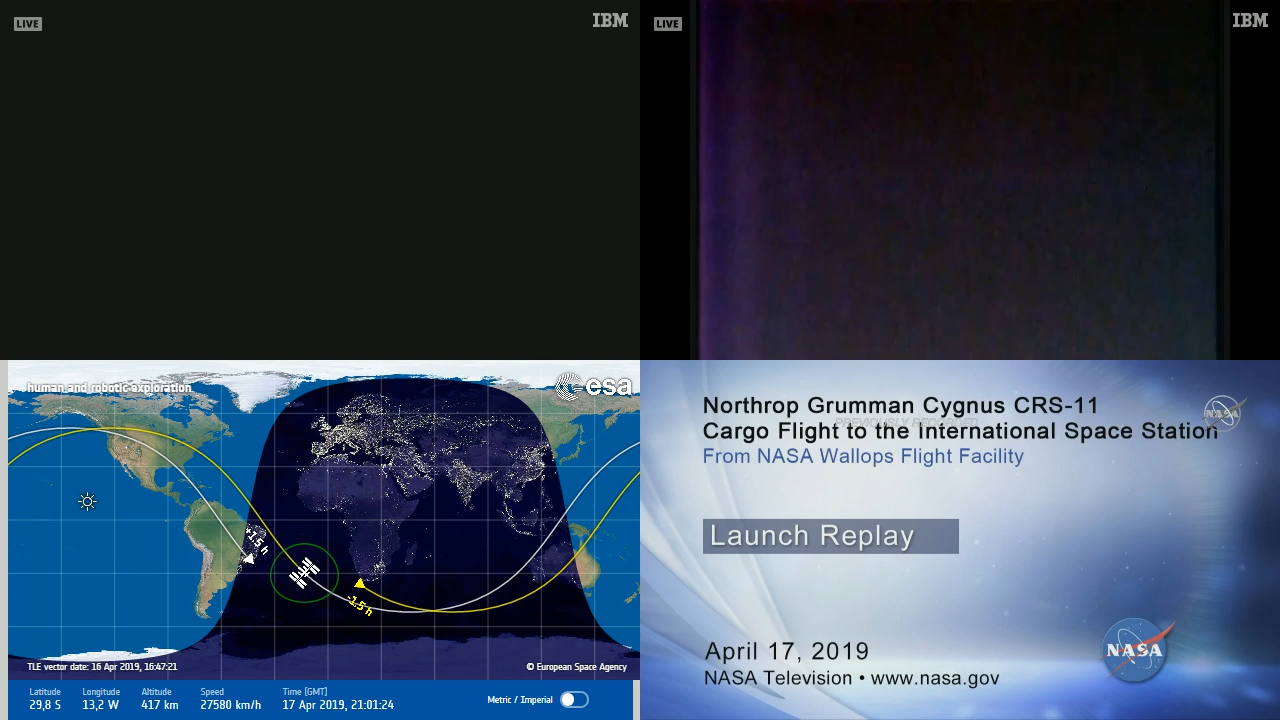 LIVE
IBM
LIVE
IBM
human and robotic exploration
esa
+1.5 h
-1.5 h
TLE vector date: 16 Apr 2019, 16:47:21
© European Space Agency
Latitude
29,8 S
Longitude
13,2 W
Altitude
417 km
Speed
27580 km/h
Time [GMT]
17 Apr 2019, 21:01:24
Metric / Imperial
Northrop Grumman Cygnus CRS-11
NASA
PREVIOUSLY RECORDED
Cargo Flight to the International Space Station
From NASA Wallops Flight Facility
Launch Replay
April 17, 2019
NASA Television • www.nasa.gov
NASA